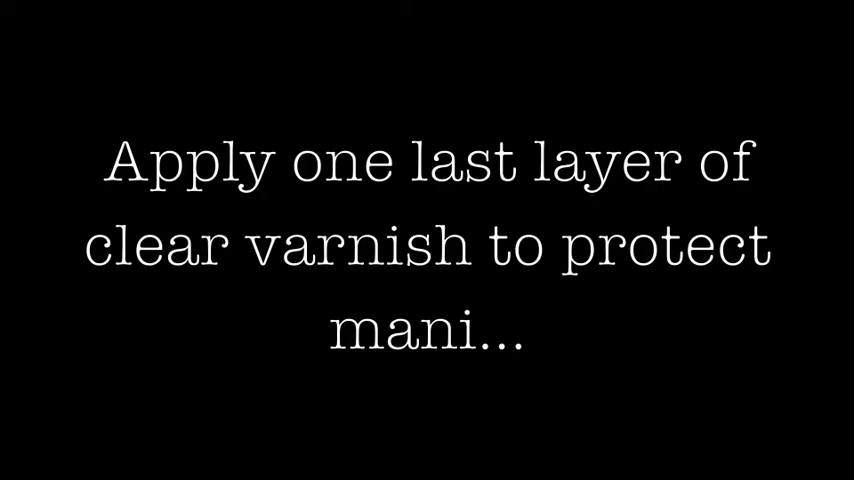 Apply one last layer of
clear varnish to protect
mani...